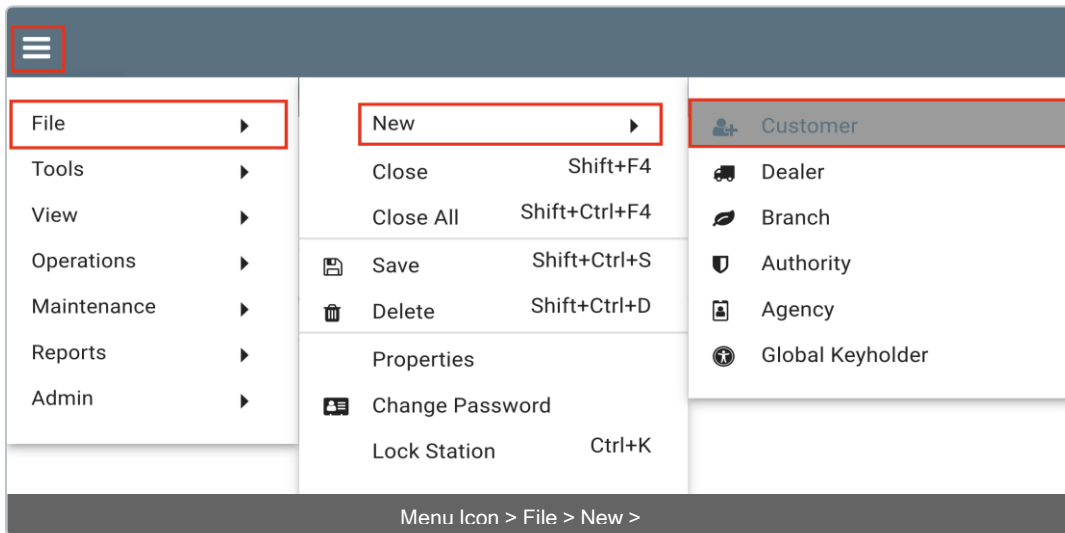 File
Tools
View
Operations
Maintenance
Reports
Admin
New
Close Shift+F4
Close All Shift+Ctrl+F4
Save Shift+Ctrl+S
Delete Shift+Ctrl+D
Properties
Change Password
Lock Station Ctrl+K
Customer
Dealer
Branch
Authority
Agency
Global Keyholder
Menu Icon > File > New >